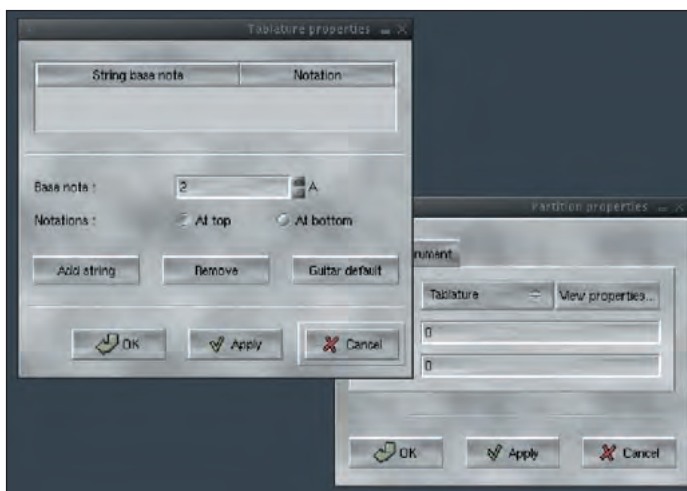 Tablature properties
String base note Notation
Base note : 2 A
Notations : At top At bottom
Add string Remove Guitar default
OK Apply Cancel
Partition properties
Tablature View properties...
0
0
OK Apply Cancel